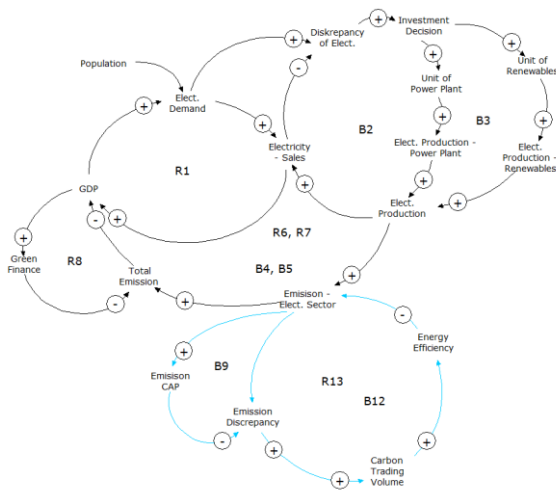 Diskrepancy
of Elect.
Investment
Decision
Population
Unit of
Renewables
Unit of
Power Plant
Elect.
Demand
B2
B3
Electricity
- Sales
Elect. Production -
Power Plant
Elect.
Production -
Renewables
R1
GDP
Elect.
Production
R6, R7
Green
Finance
R8
Total
Emission
B4, B5
Emisison -
Elect. Sector
Energy
Efficiency
Emisison
CAP
B9
R13
B12
Emission
Discrepancy
Carbon
Trading
Volume
+
+
+
-
+
+
+
+
+
+
+
+
-
+
-
+
+
+
-
-
+
+
+